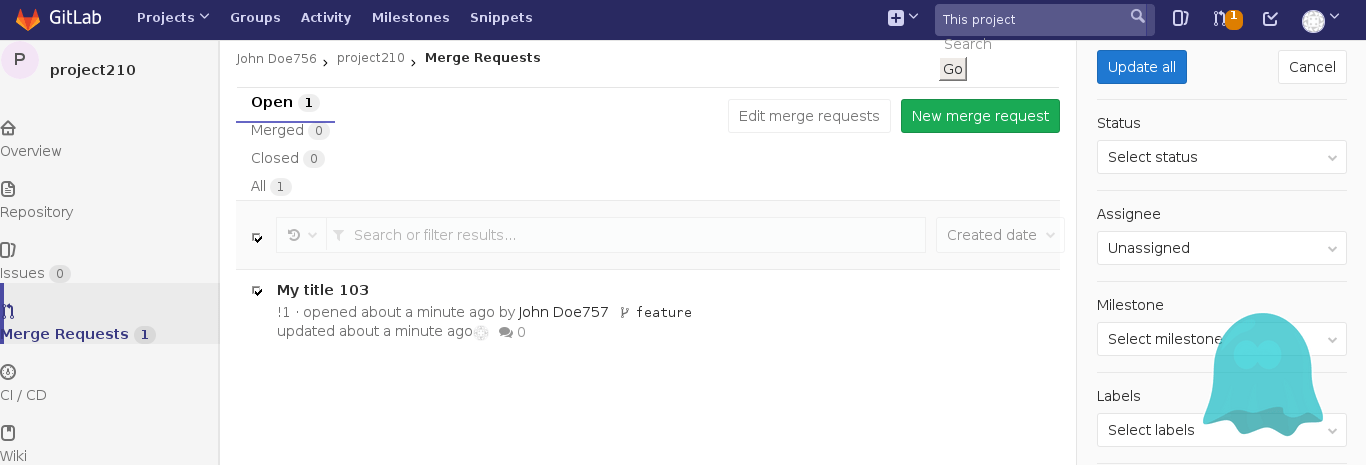 GitLab Projects Groups Activity Milestones Snippets This project 1
Search
Go
P project210
Overview
Repository
Issues 0
Merge Requests 1
CI / CD
Wiki
John Doe756 › project210 › Merge Requests
Open 1
Merged 0
Closed 0
All 1
Edit merge requests New merge request
Search or filter results... Created date
My title 103
!1 · opened about a minute ago by John Doe757 feature
updated about a minute ago 0
Update all Cancel
Status
Select status
Assignee
Unassigned
Milestone
Select milestone
Labels
Select labels